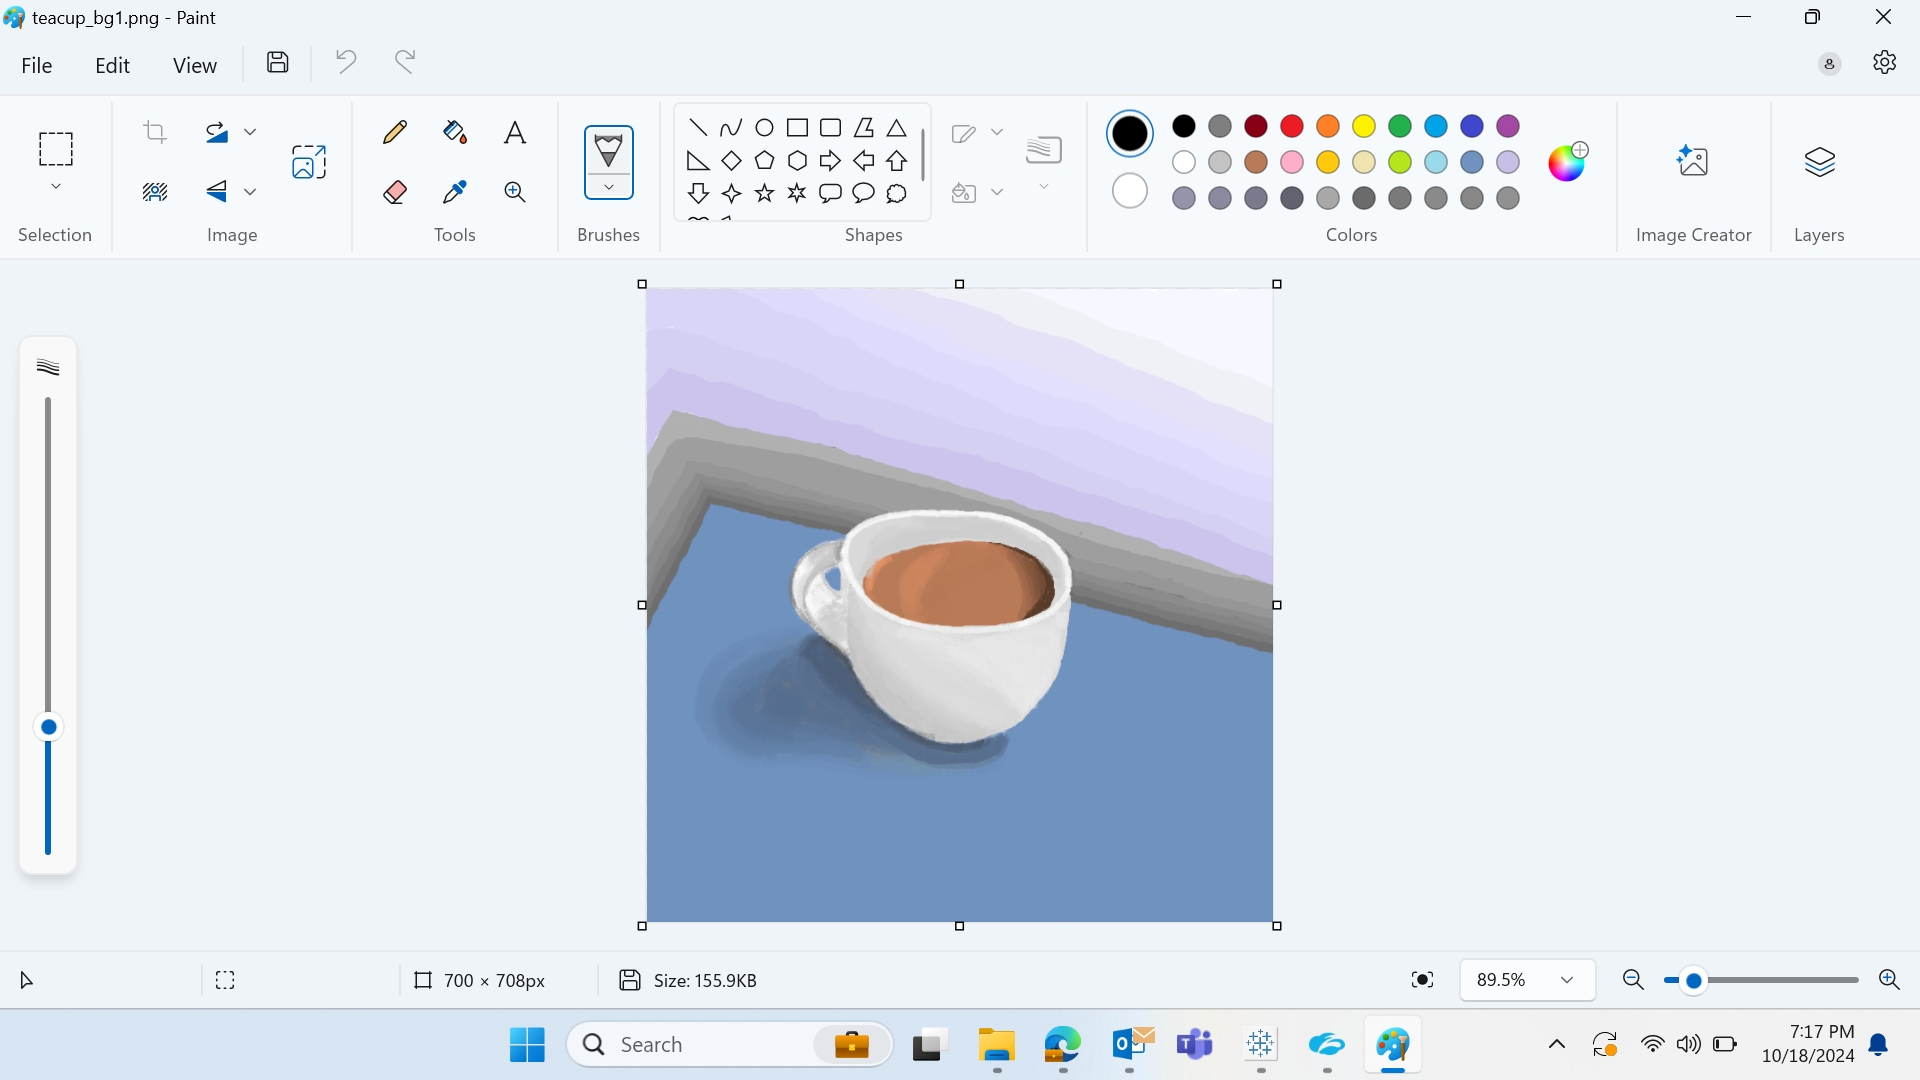 teacup_bg1.png - Paint
File Edit View
Selection Image Tools Brushes Shapes Colors Image Creator Layers
700 × 708px Size: 155.9KB 89.5%
Search 7:17 PM
10/18/2024